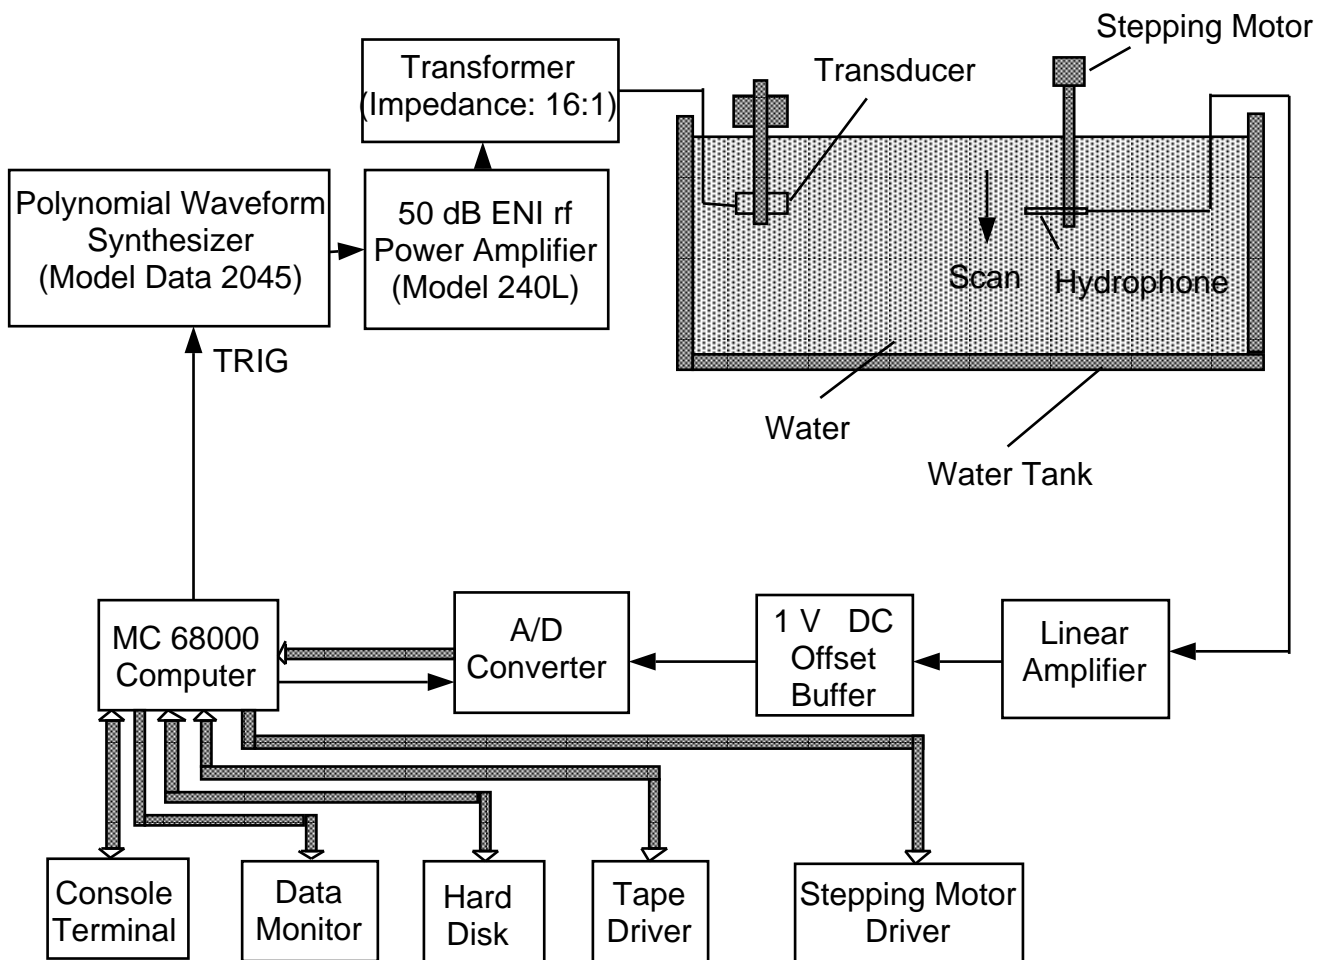 Stepping Motor
Transformer
(Impedance: 16:1)
Transducer
Polynomial Waveform
Synthesizer
(Model Data 2045)
50 dB ENI rf
Power Amplifier
(Model 240L)
Scan
Hydrophone
TRIG
Water
Water Tank
MC 68000
Computer
A/D
Converter
1 V DC
Offset
Buffer
Linear
Amplifier
Console
Terminal
Data
Monitor
Hard
Disk
Tape
Driver
Stepping Motor
Driver